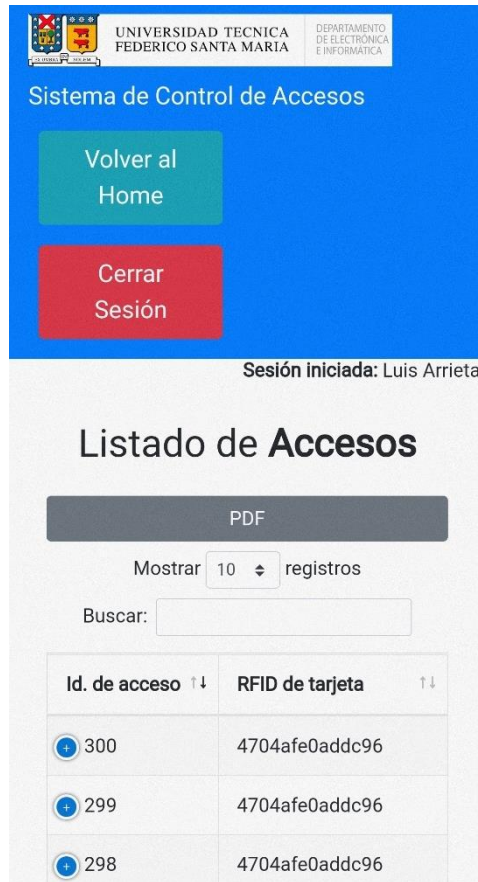 UNIVERSIDAD TECNICA
FEDERICO SANTA MARIA
DEPARTAMENTO
DE ELECTRÓNICA
E INFORMÁTICA
Sistema de Control de Accesos
Volver al
Home
Cerrar
Sesión
Sesión iniciada: Luis Arrieta
Listado de Accesos
PDF
Mostrar 10 registros
Buscar:
Id. de acceso RFID de tarjeta
300 4704afe0addc96
299 4704afe0addc96
298 4704afe0addc96